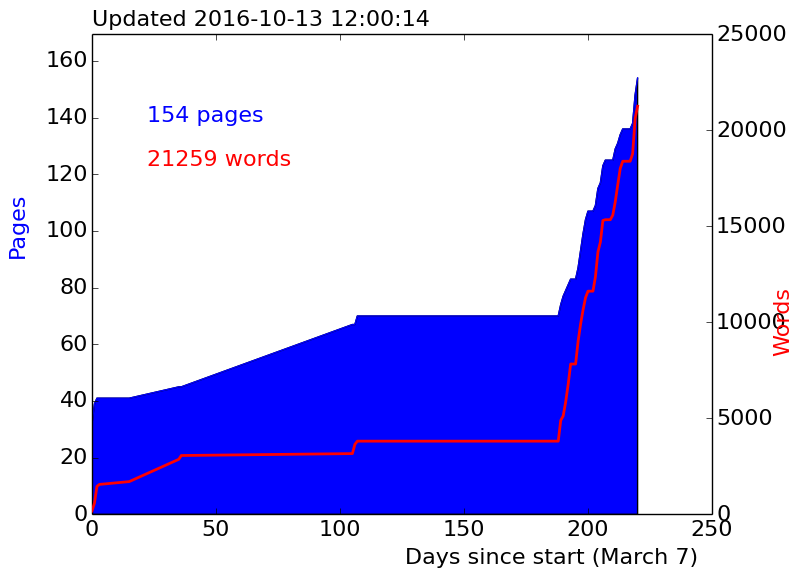 Updated 2016-10-13 12:00:14
154 pages
21259 words
Pages
160
140
120
100
80
60
40
20
0
25000
20000
15000
10000
5000
0
Words
0 50 100 150 200 250
Days since start (March 7)